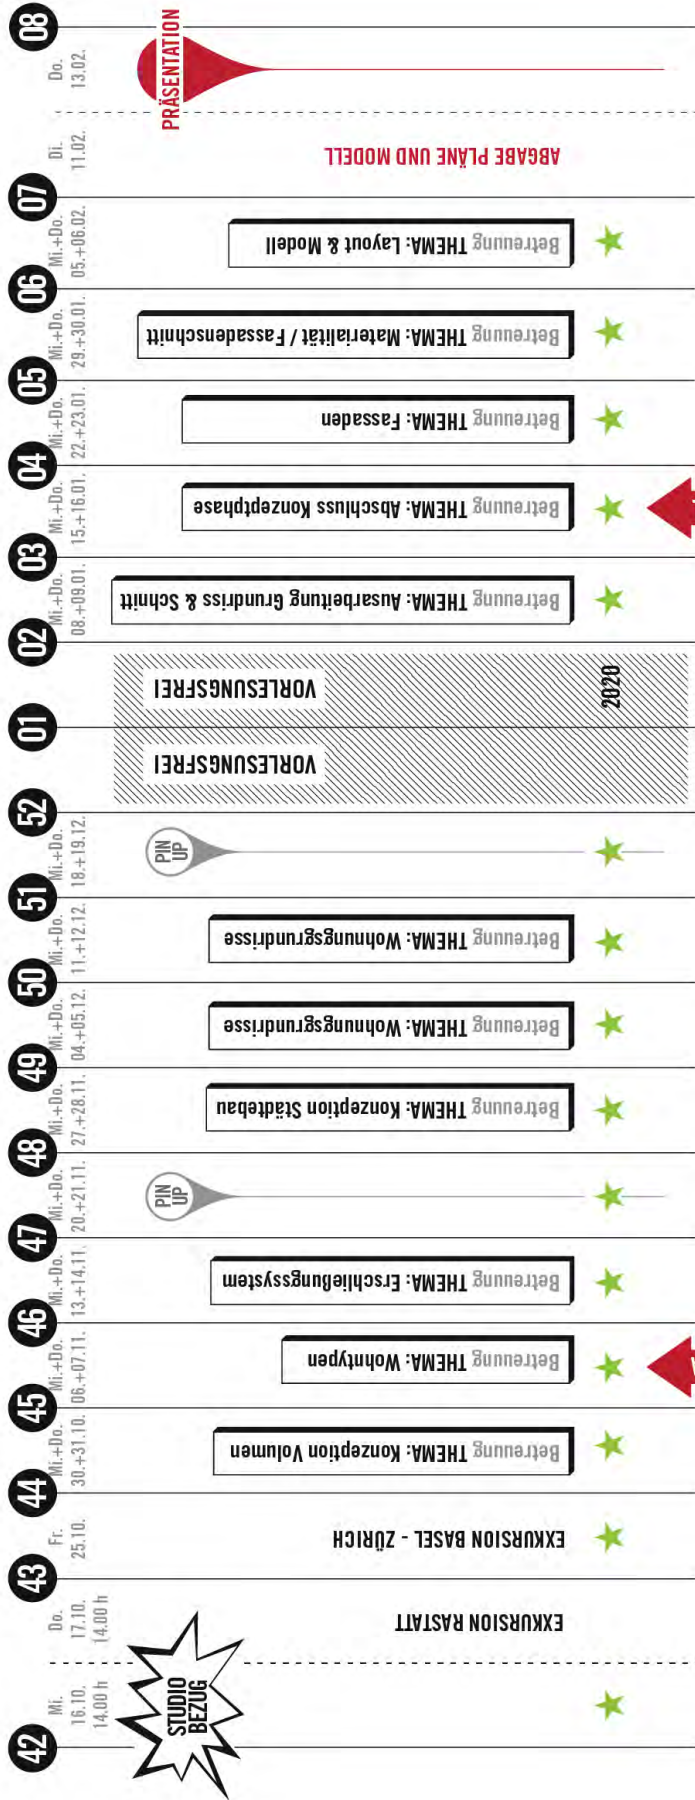 42
Mi.
16.10.
14.00 h
STUDIO
BEZUG
Do.
17.10.
14.00 h
EXKURSION RASTATT
43
Fr.
25.10.
EXKURSION BASEL - ZÜRICH
44
Mi.+Do.
30.+31.10.
Betreuung THEMA: Konzeption Volumen
45
Mi.+Do.
06.+07.11.
Betreuung THEMA: Wohntypen
46
Mi.+Do.
13.+14.11.
Betreuung THEMA: Erschließungssystem
47
Mi.+Do.
20.+21.11.
PIN
UP
48
Mi.+Do.
27.+28.11.
Betreuung THEMA: Konzeption Städtebau
49
Mi.+Do.
04.+05.12.
Betreuung THEMA: Wohnungsgrundrisse
50
Mi.+Do.
11.+12.12.
Betreuung THEMA: Wohnungsgrundrisse
51
Mi.+Do.
18.+19.12.
PIN
UP
52
VORLESUNGSFREI
01
VORLESUNGSFREI
2020
02
Mi.+Do.
08.+09.01.
Betreuung THEMA: Ausarbeitung Grundriss & Schnitt
03
Mi.+Do.
15.+16.01.
Betreuung THEMA: Abschluss Konzeptphase
04
Mi.+Do.
22.+23.01.
Betreuung THEMA: Fassaden
05
Mi.+Do.
29.+30.01.
Betreuung THEMA: Materialität / Fassadenschnitt
06
Mi.+Do.
05.+06.02.
Betreuung THEMA: Layout & Modell
07
Di.
11.02.
ABGABE PLÄNE UND MODELL
Do.
13.02.
PRÄSENTATION
08